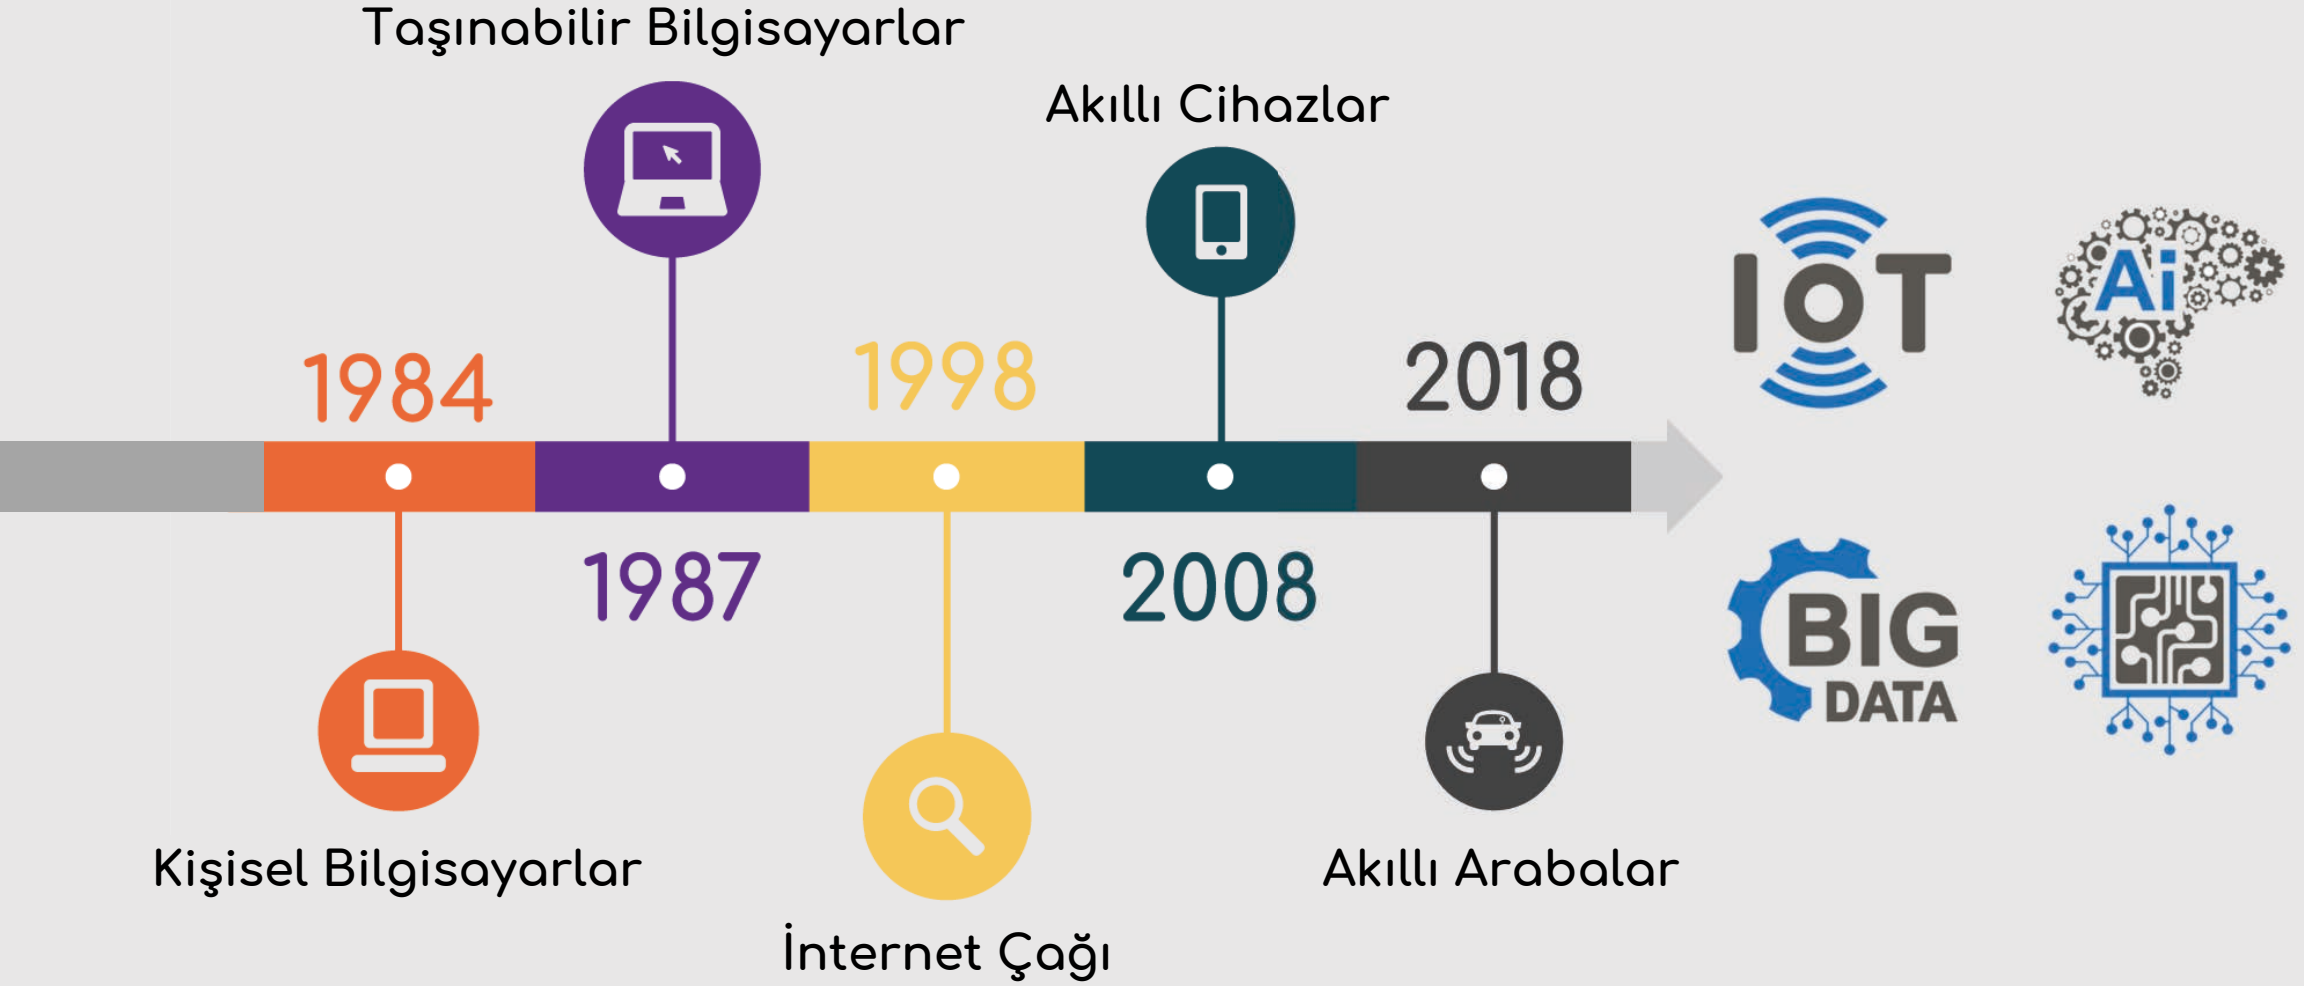 Taşınabilir Bilgisayarlar
Akıllı Cihazlar
1984
1998
2018
1987
2008
Kişisel Bilgisayarlar
İnternet Çağı
Akıllı Arabalar
IoT
Ai
BIG
DATA